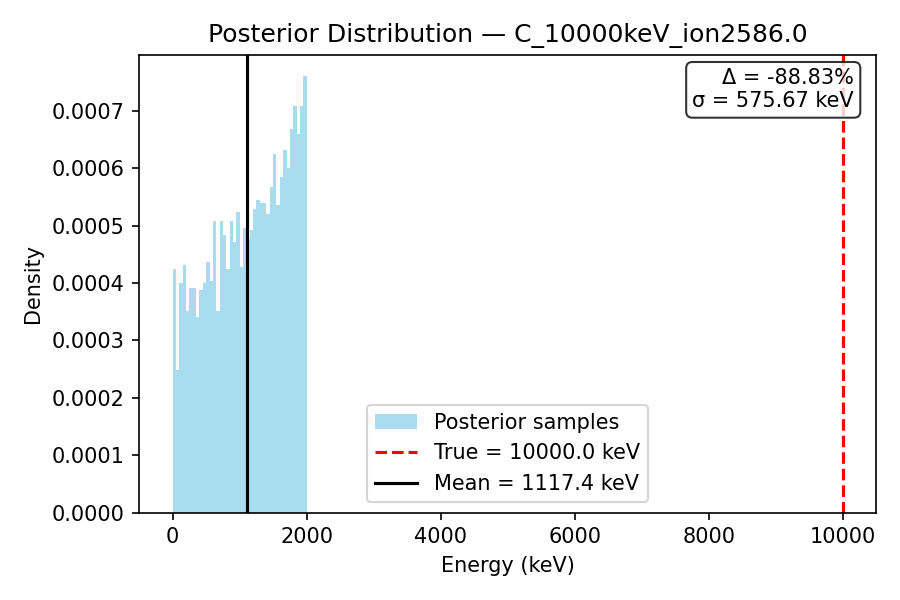 Posterior Distribution — C_10000keV_ion2586.0
Δ = -88.83%
σ = 575.67 keV
Density
0.0007
0.0006
0.0005
0.0004
0.0003
0.0002
0.0001
0.0000
Posterior samples
True = 10000.0 keV
Mean = 1117.4 keV
0 2000 4000 6000 8000 10000
Energy (keV)